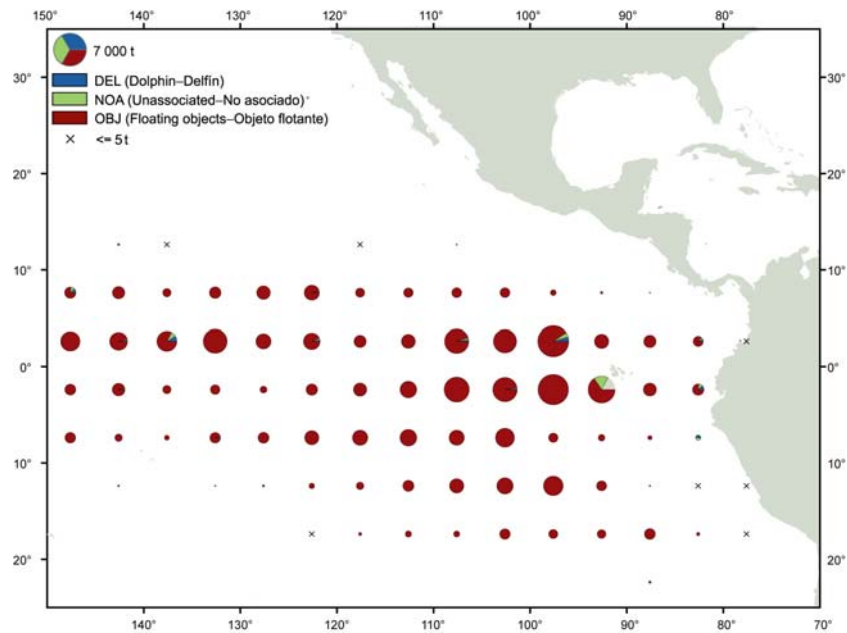 150° 140° 130° 120° 110° 100° 90° 80° 70°
7 000 t
DEL (Dolphin–Delfín)
NOA (Unassociated–No asociado)
OBJ (Floating objects–Objeto flotante)
<= 5 t
30° 30°
20° 20°
10° 10°
0° 0°
10° 10°
20° 20°
140° 130° 120° 110° 100° 90° 80° 70°